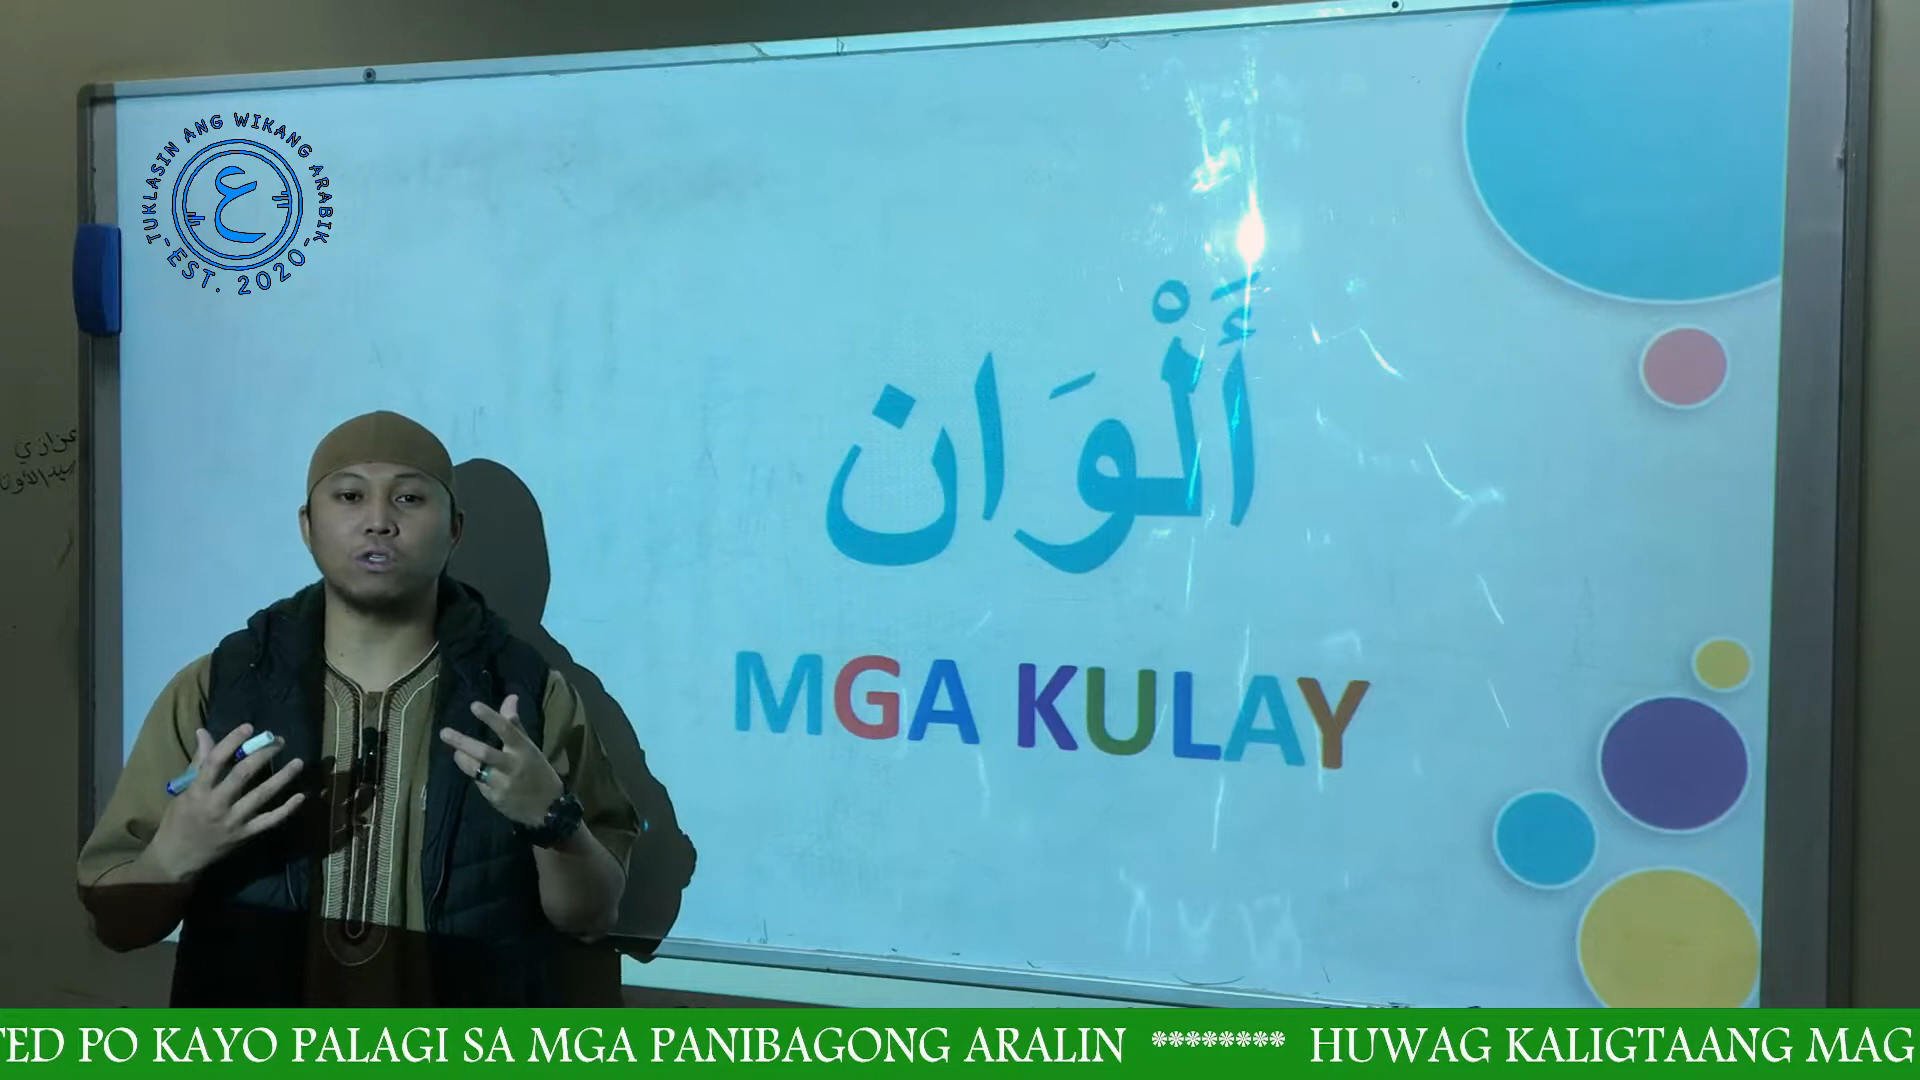 TUKLASIN ANG WIKANG ARABIK
ع
-EST. 2020-
أَلْوَان
MGA KULAY
TED PO KAYO PALAGI SA MGA PANIBAGONG ARALIN ******** HUWAG KALIGTAANG MAG